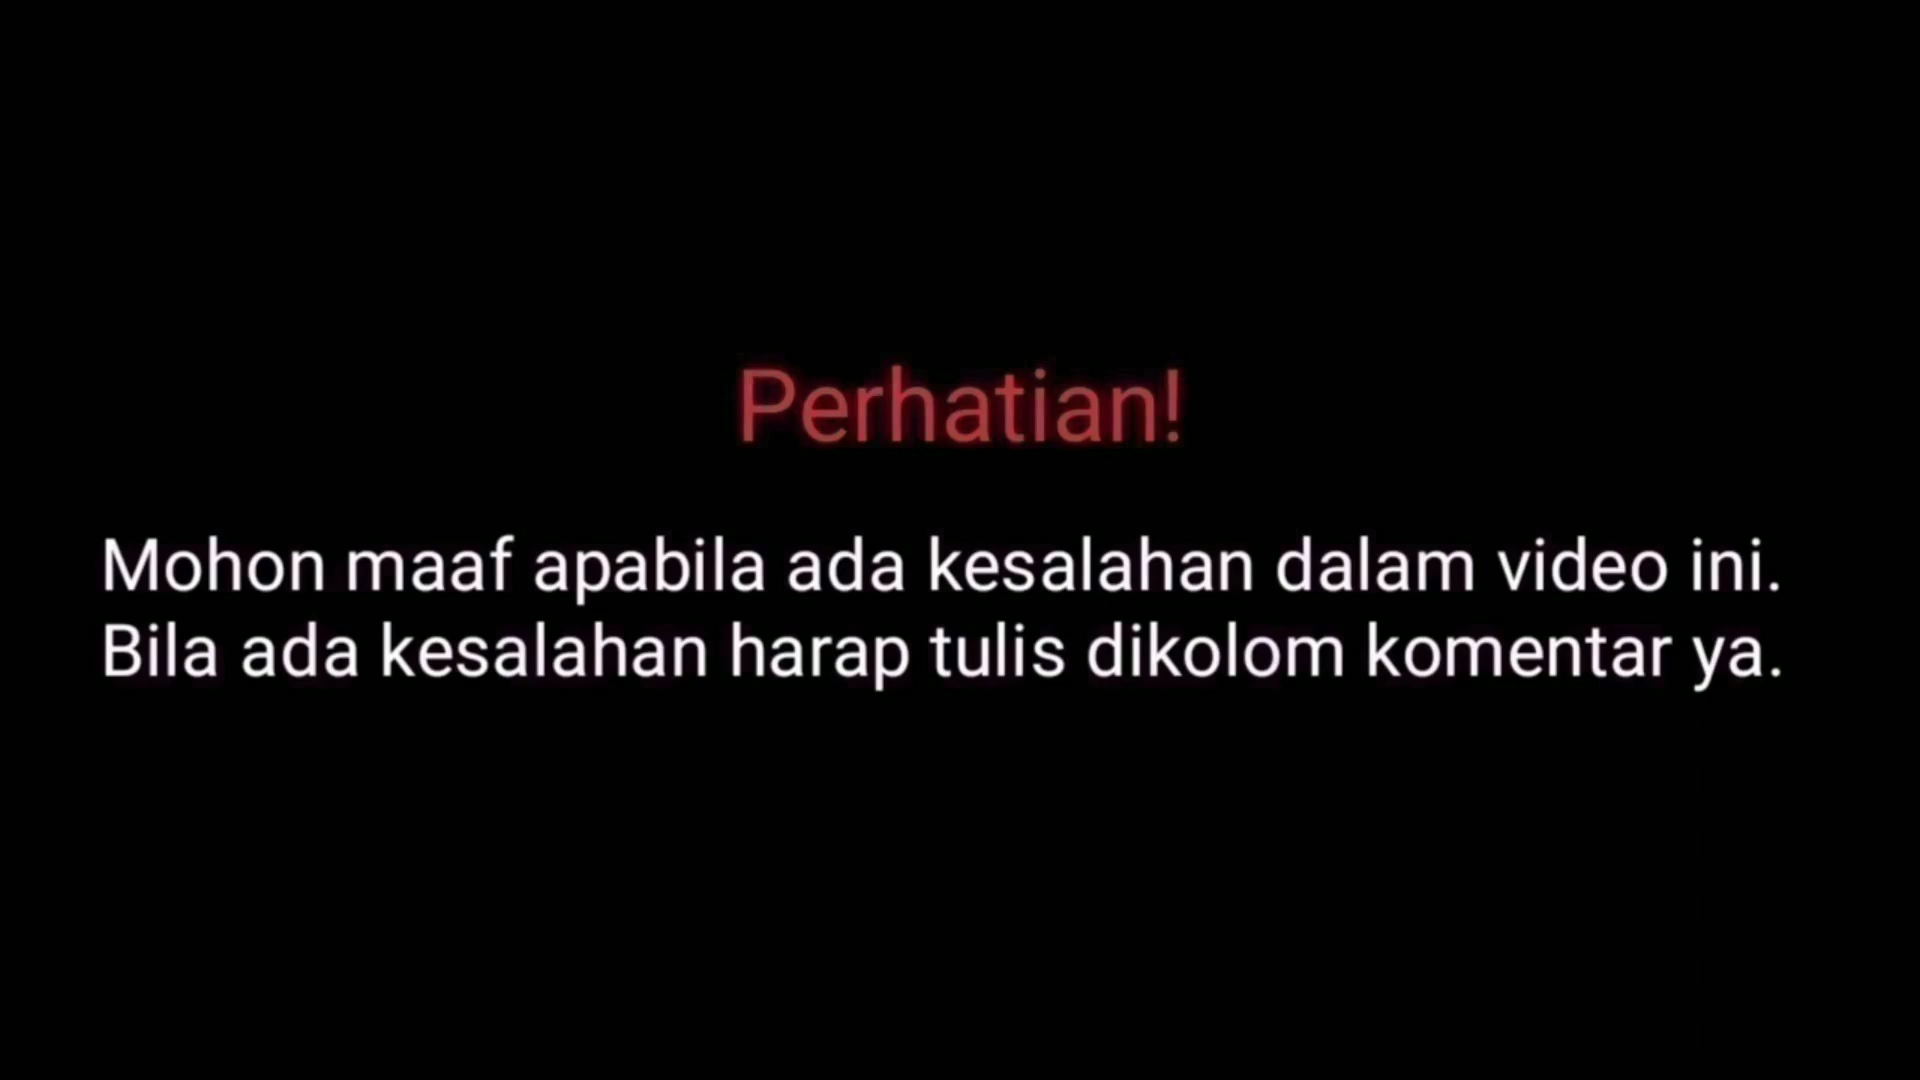 Perhatian!
Mohon maaf apabila ada kesalahan dalam video ini.
Bila ada kesalahan harap tulis dikolom komentar ya.